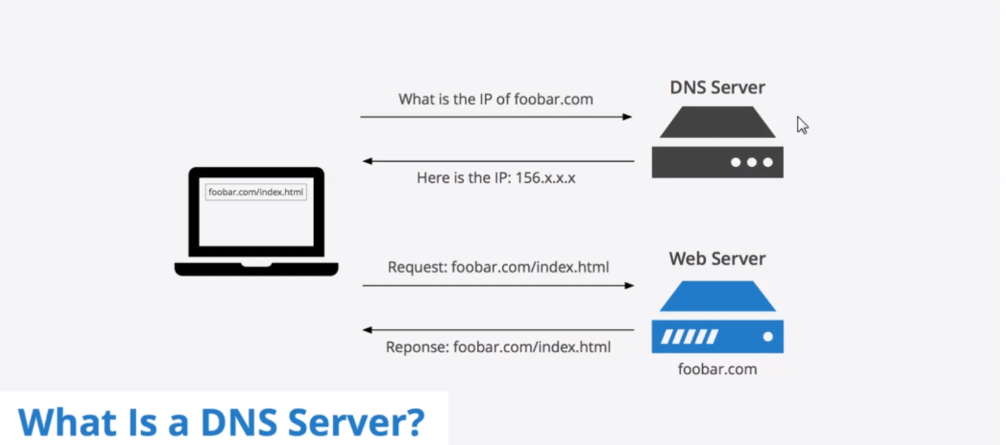 DNS Server
What is the IP of foobar.com
Here is the IP: 156.x.x.x
foobar.com/index.html
Web Server
Request: foobar.com/index.html
Reponse: foobar.com/index.html
foobar.com
What Is a DNS Server?